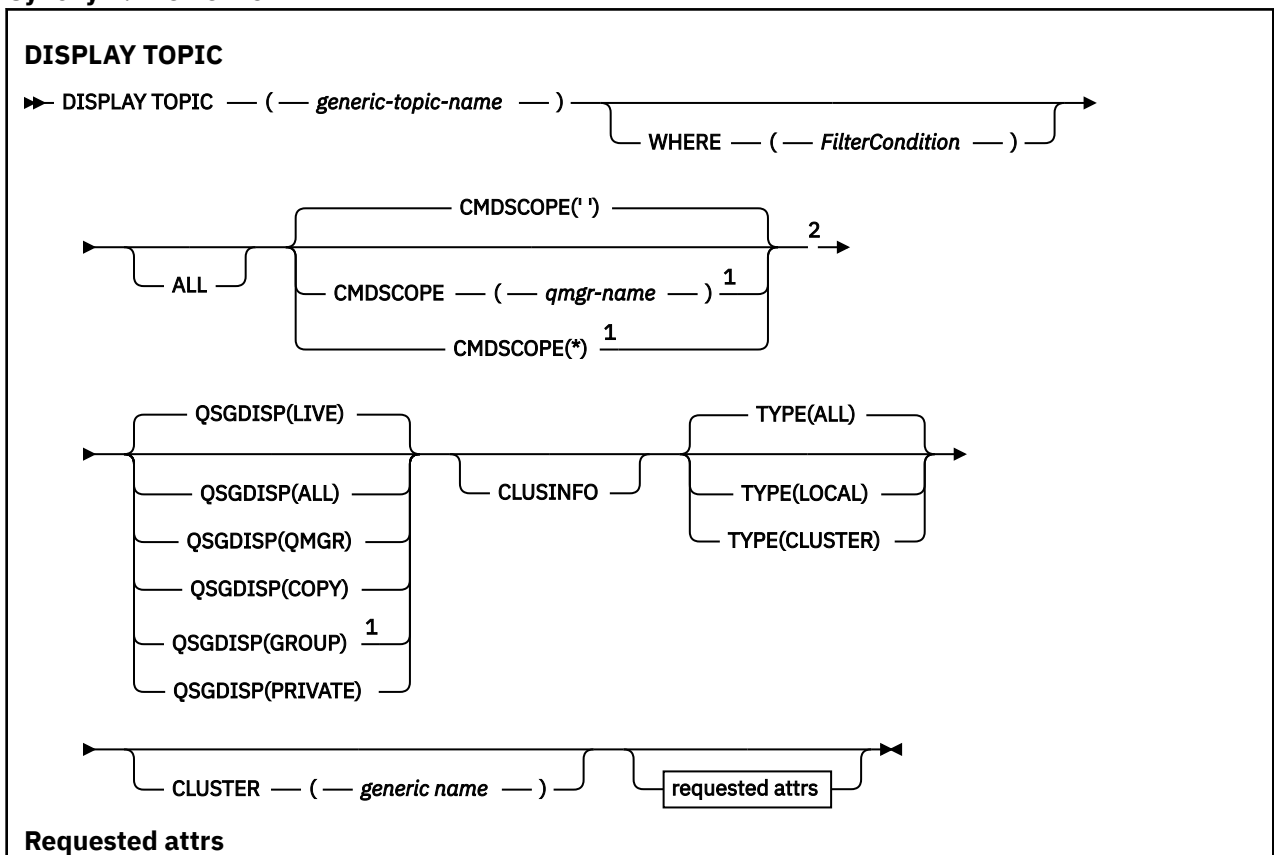 DISPLAY TOPIC
DISPLAY TOPIC ( generic-topic-name )
WHERE ( FilterCondition )
ALL
CMDSCOPE(' ')
CMDSCOPE ( qmgr-name ) 1
CMDSCOPE(*) 1
2
QSGDISP(LIVE)
QSGDISP(ALL)
QSGDISP(QMGR)
QSGDISP(COPY)
QSGDISP(GROUP) 1
QSGDISP(PRIVATE)
CLUSINFO
TYPE(ALL)
TYPE(LOCAL)
TYPE(CLUSTER)
CLUSTER ( generic name )
requested attrs
Requested attrs